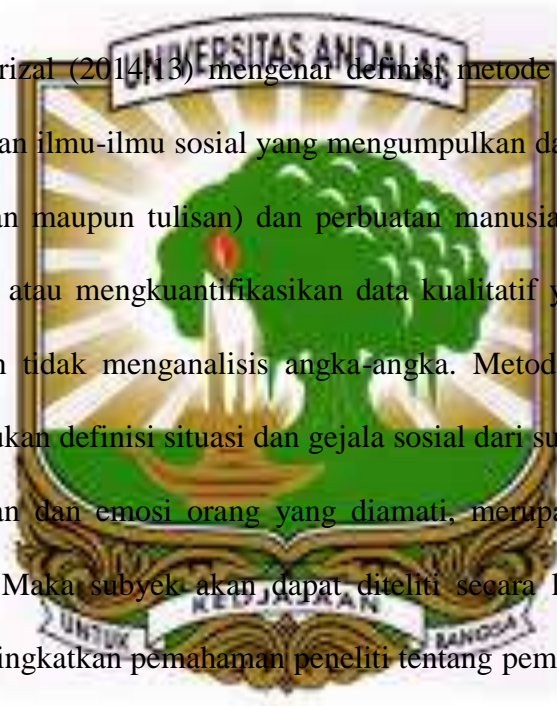 UNIVERSITAS ANDALAS
rizal (2014:13) mengenai definisi metode
an ilmu-ilmu sosial yang mengumpulkan da
an maupun tulisan) dan perbuatan manusia
atau mengkuantifikasikan data kualitatif y
n tidak menganalisis angka-angka. Metod
ukan definisi situasi dan gejala sosial dari su
an dan emosi orang yang diamati, merupa
Maka subyek akan dapat diteliti secara l
KEDJAJAAN
UNTUK BANGSA
ingkatkan pemahaman peneliti tentang pem